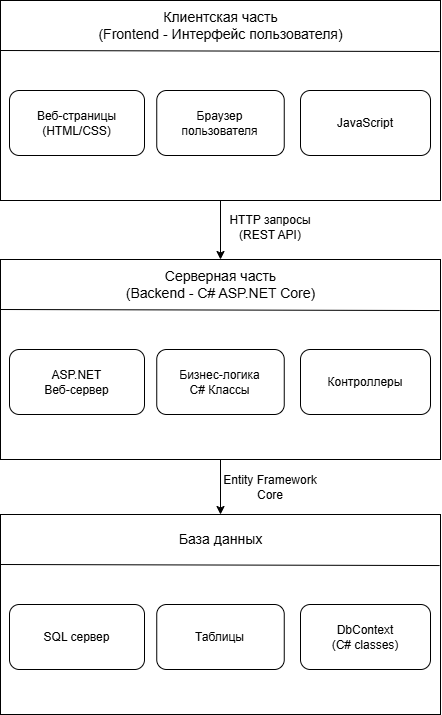 Клиентская часть
(Frontend - Интерфейс пользователя)
Веб-страницы
(HTML/CSS)
Браузер
пользователя
JavaScript
HTTP запросы
(REST API)
Серверная часть
(Backend - C# ASP.NET Core)
ASP.NET
Веб-сервер
Бизнес-логика
C# Классы
Контроллеры
Entity Framework
Core
База данных
SQL сервер
Таблицы
DbContext
(C# classes)